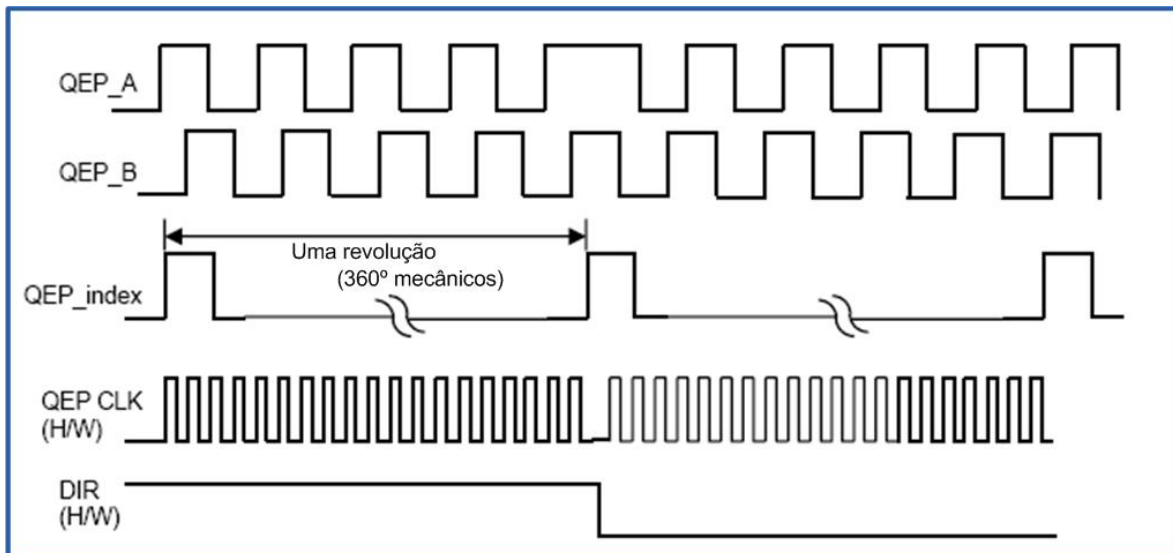 QEP_A
QEP_B
Uma revolução
(360º mecânicos)
QEP_index
QEP CLK
(H/W)
DIR
(H/W)